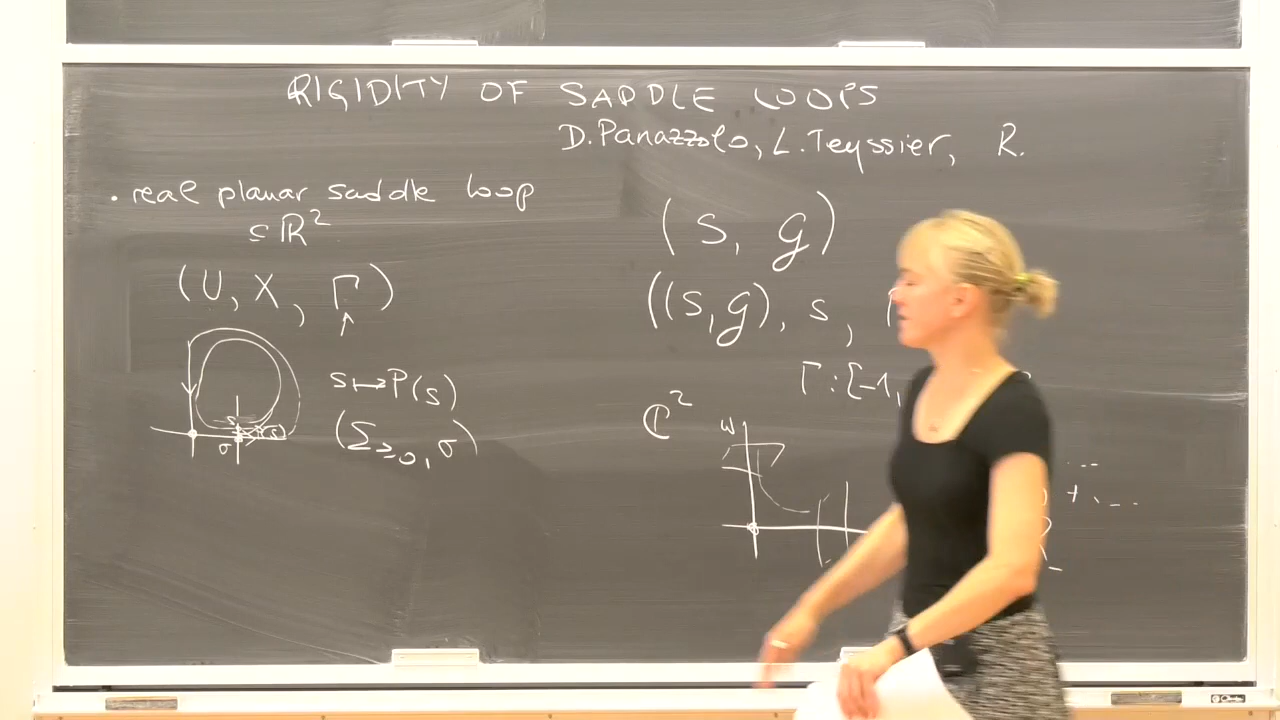 RIGIDITY OF SADDLE LOOPS
D. Panazzolo, L. Teyssier, R.
• real planar saddle loop
⊂ ℝ²
(U, X, Γ)
↑
s ↦ P(s)
(Σ≥0, σ)
σ
(S, G)
((S, G), s,
Γ : [-1,
ℂ²
w
...
+ ...